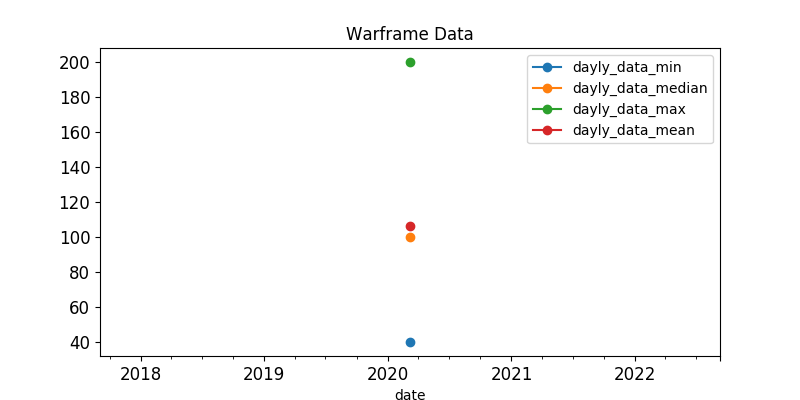 Warframe Data
dayly_data_min
dayly_data_median
dayly_data_max
dayly_data_mean
200
180
160
140
120
100
80
60
40
2018 2019 2020 2021 2022
date